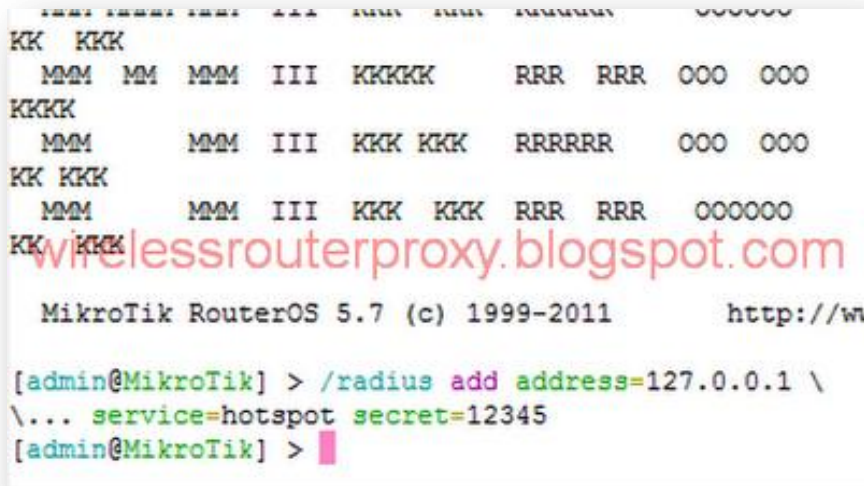 KK KKK
MMM MM MMM III KKKKK RRR RRR OOO OOO
KKKK
MMM MMM III KKK KKK RRRRRR OOO OOO
KK KKK
MMM MMM III KKK KKK RRR RRR OOOOOO
KK KKK
wirelessrouterproxy.blogspot.com
MikroTik RouterOS 5.7 (c) 1999-2011 http://ww
[admin@MikroTik] > /radius add address=127.0.0.1 \
\... service=hotspot secret=12345
[admin@MikroTik] >